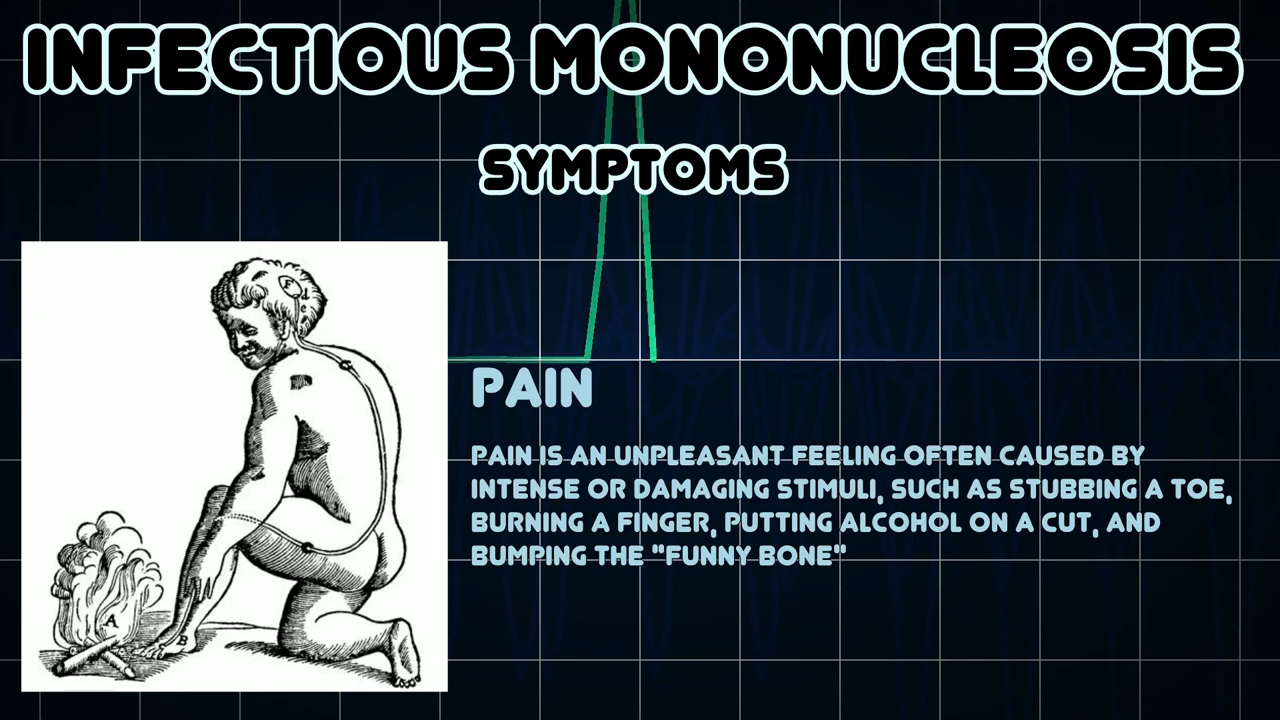 INFECTIOUS MONONUCLEOSIS
SYMPTOMS
F
A
B
PAIN
PAIN IS AN UNPLEASANT FEELING OFTEN CAUSED BY
INTENSE OR DAMAGING STIMULI, SUCH AS STUBBING A TOE,
BURNING A FINGER, PUTTING ALCOHOL ON A CUT, AND
BUMPING THE "FUNNY BONE"